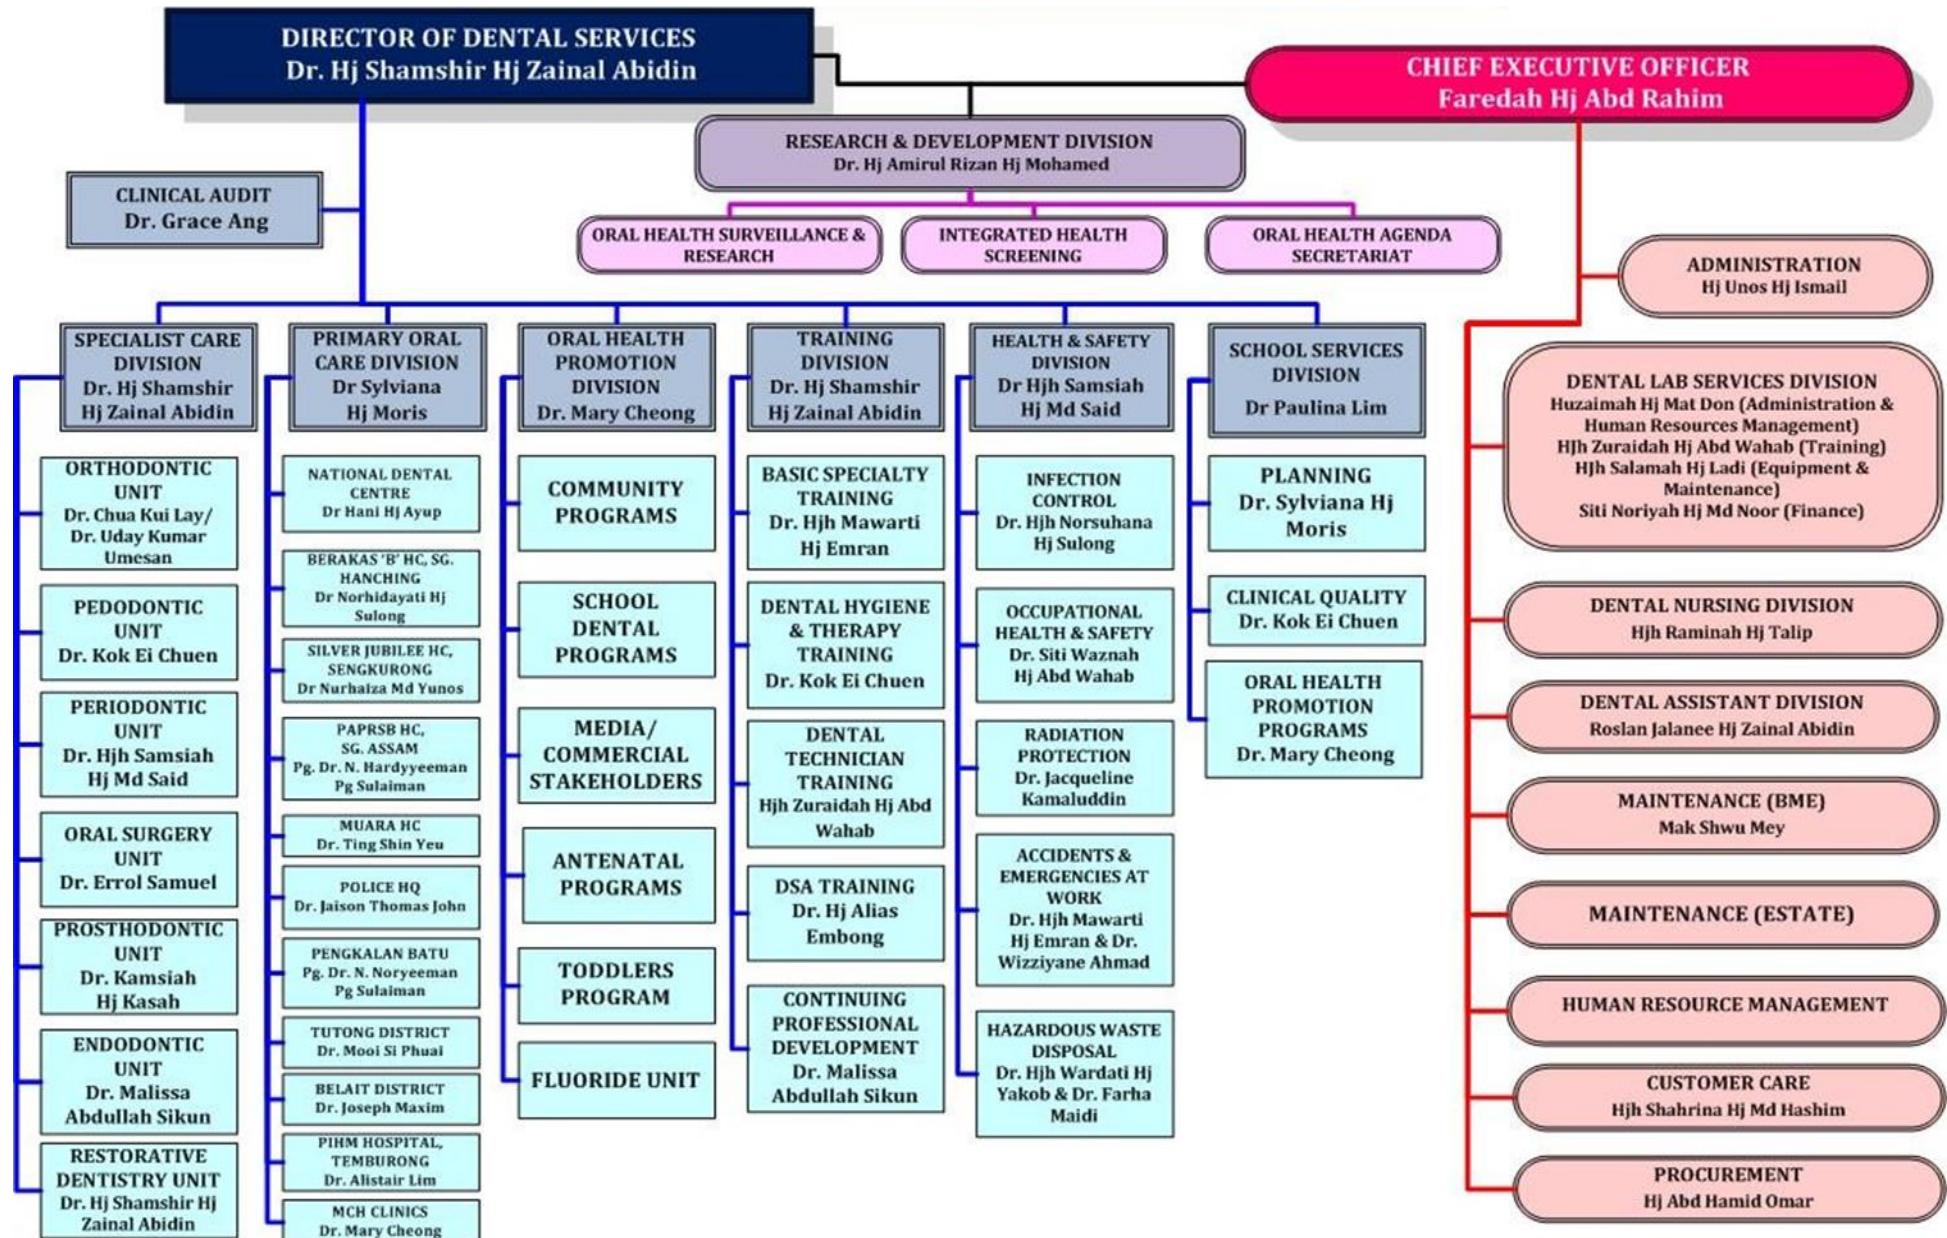 DIRECTOR OF DENTAL SERVICES
Dr. Hj Shamshir Hj Zainal Abidin
CHIEF EXECUTIVE OFFICER
Faredah Hj Abd Rahim
RESEARCH & DEVELOPMENT DIVISION
Dr. Hj Amirul Rizan Hj Mohamed
CLINICAL AUDIT
Dr. Grace Ang
ORAL HEALTH SURVEILLANCE &
RESEARCH
INTEGRATED HEALTH
SCREENING
ORAL HEALTH AGENDA
SECRETARIAT
SPECIALIST CARE
DIVISION
Dr. Hj Shamshir
Hj Zainal Abidin
ORTHODONTIC
UNIT
Dr. Chua Kui Lay/
Dr. Uday Kumar
Umesan
PEDODONTIC
UNIT
Dr. Kok Ei Chuen
PERIODONTIC
UNIT
Dr. Hjh Samsiah
Hj Md Said
ORAL SURGERY
UNIT
Dr. Errol Samuel
PROSTHODONTIC
UNIT
Dr. Kamsiah
Hj Kasah
ENDODONTIC
UNIT
Dr. Malissa
Abdullah Sikun
RESTORATIVE
DENTISTRY UNIT
Dr. Hj Shamshir Hj
Zainal Abidin
PRIMARY ORAL
CARE DIVISION
Dr Sylviana
Hj Moris
NATIONAL DENTAL
CENTRE
Dr Hani Hj Ayup
BERAKAS 'B' HC, SG.
HANCHING
Dr Norhidayati Hj
Sulong
SILVER JUBILEE HC,
SENGKURONG
Dr Nurhaiza Md Yunos
PAPRSB HC,
SG. ASSAM
Pg. Dr. N. Hardyyeeman
Pg Sulaiman
MUARA HC
Dr. Ting Shin Yeu
POLICE HQ
Dr. Jaison Thomas John
PENGKALAN BATU
Pg. Dr. N. Noryeeman
Pg Sulaiman
TUTONG DISTRICT
Dr. Mooi Si Phuai
BELAIT DISTRICT
Dr. Joseph Maxim
PIHM HOSPITAL,
TEMBURONG
Dr. Alistair Lim
MCH CLINICS
Dr. Mary Cheong
ORAL HEALTH
PROMOTION
DIVISION
Dr. Mary Cheong
COMMUNITY
PROGRAMS
SCHOOL
DENTAL
PROGRAMS
MEDIA/
COMMERCIAL
STAKEHOLDERS
ANTENATAL
PROGRAMS
TODDLERS
PROGRAM
FLUORIDE UNIT
TRAINING
DIVISION
Dr. Hj Shamshir
Hj Zainal Abidin
BASIC SPECIALTY
TRAINING
Dr. Hjh Mawarti
Hj Emran
DENTAL HYGIENE
& THERAPY
TRAINING
Dr. Kok Ei Chuen
DENTAL
TECHNICIAN
TRAINING
Hjh Zuraidah Hj Abd
Wahab
DSA TRAINING
Dr. Hj Alias
Embong
CONTINUING
PROFESSIONAL
DEVELOPMENT
Dr. Malissa
Abdullah Sikun
HEALTH & SAFETY
DIVISION
Dr Hjh Samsiah
Hj Md Said
INFECTION
CONTROL
Dr. Hjh Norsuhana
Hj Sulong
OCCUPATIONAL
HEALTH & SAFETY
Dr. Siti Waznah
Hj Abd Wahab
RADIATION
PROTECTION
Dr. Jacqueline
Kamaluddin
ACCIDENTS &
EMERGENCIES AT
WORK
Dr. Hjh Mawarti
Hj Emran & Dr.
Wizziyane Ahmad
HAZARDOUS WASTE
DISPOSAL
Dr. Hjh Wardati Hj
Yakob & Dr. Farha
Maidi
SCHOOL SERVICES
DIVISION
Dr Paulina Lim
PLANNING
Dr. Sylviana Hj
Moris
CLINICAL QUALITY
Dr. Kok Ei Chuen
ORAL HEALTH
PROMOTION
PROGRAMS
Dr. Mary Cheong
ADMINISTRATION
Hj Unos Hj Ismail
DENTAL LAB SERVICES DIVISION
Huzaimah Hj Mat Don (Administration &
Human Resources Management)
HJh Zuraidah Hj Abd Wahab (Training)
HJh Salamah Hj Ladi (Equipment &
Maintenance)
Siti Noriyah Hj Md Noor (Finance)
DENTAL NURSING DIVISION
Hjh Raminah Hj Talip
DENTAL ASSISTANT DIVISION
Roslan Jalanee Hj Zainal Abidin
MAINTENANCE (BME)
Mak Shwu Mey
MAINTENANCE (ESTATE)
HUMAN RESOURCE MANAGEMENT
CUSTOMER CARE
Hjh Shahrina Hj Md Hashim
PROCUREMENT
Hj Abd Hamid Omar